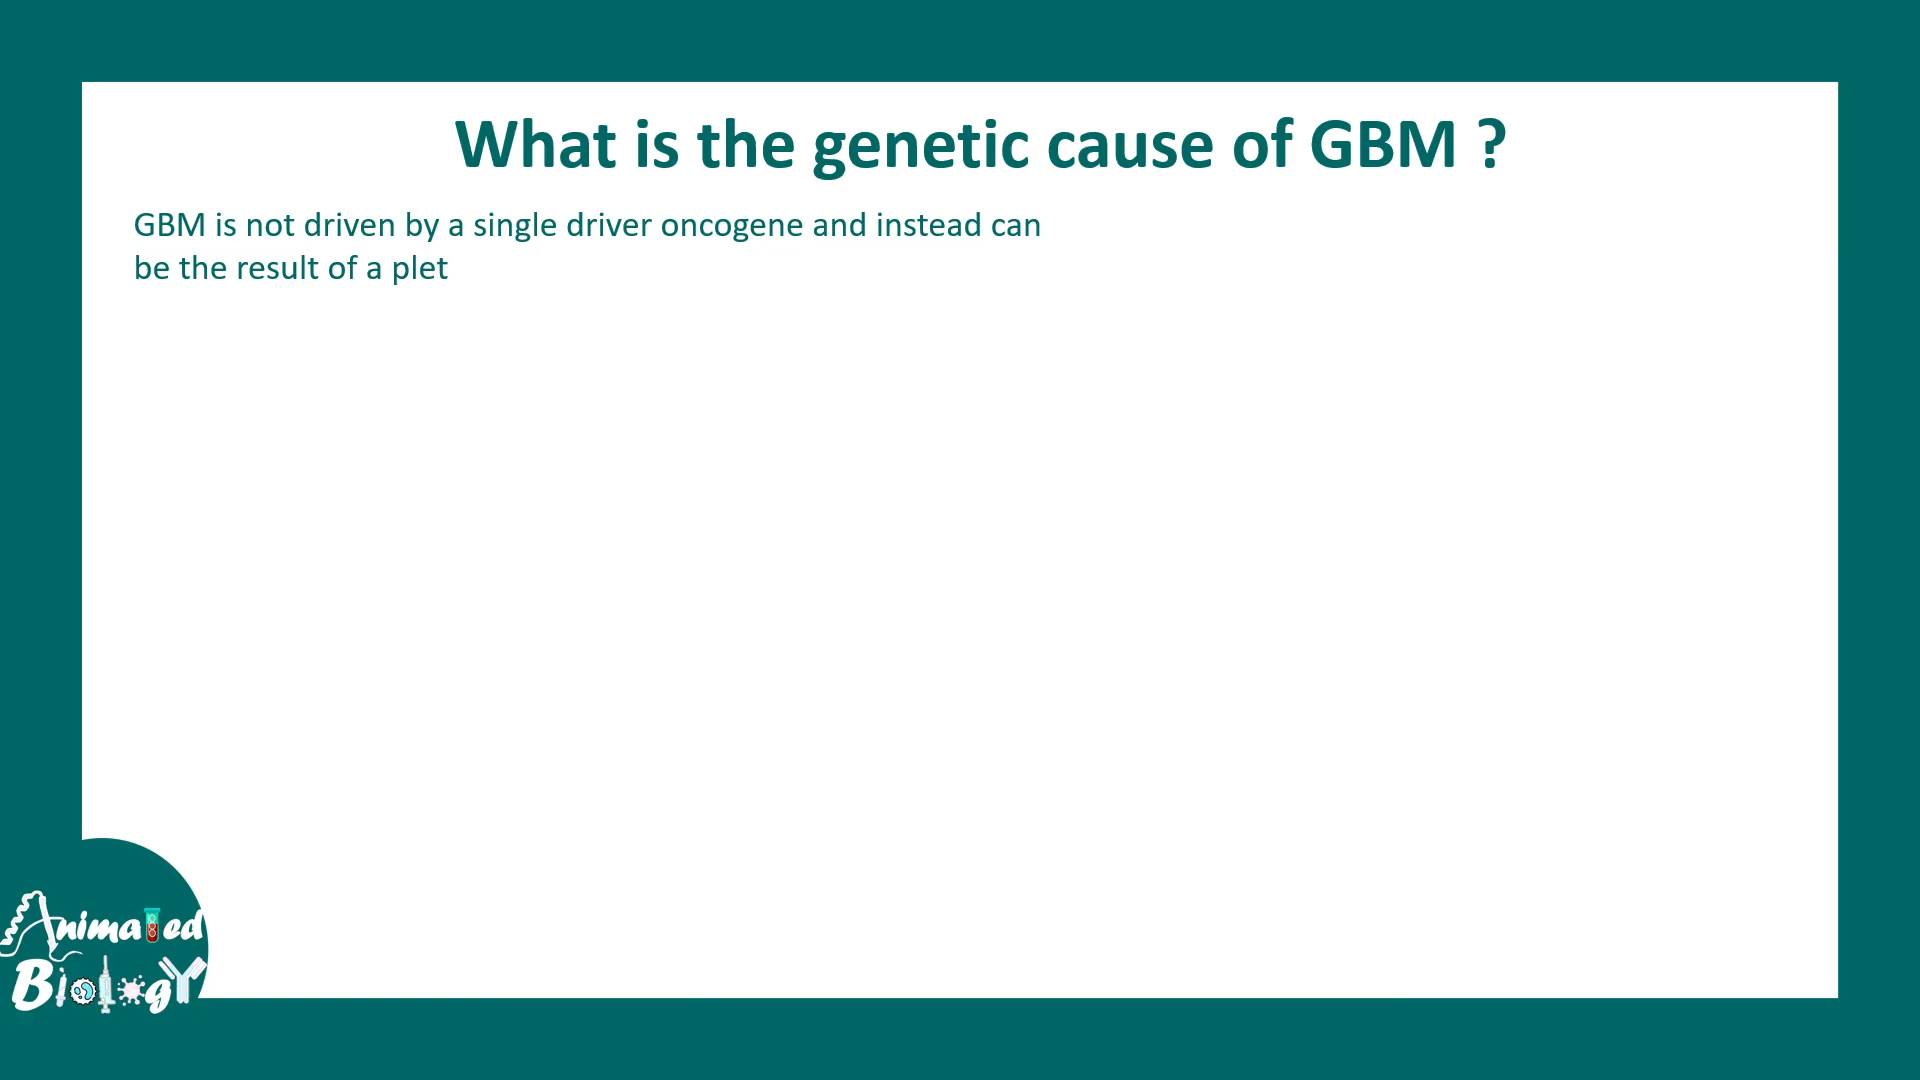 What is the genetic cause of GBM ?
GBM is not driven by a single driver oncogene and instead can
be the result of a plet
Animated
Biology